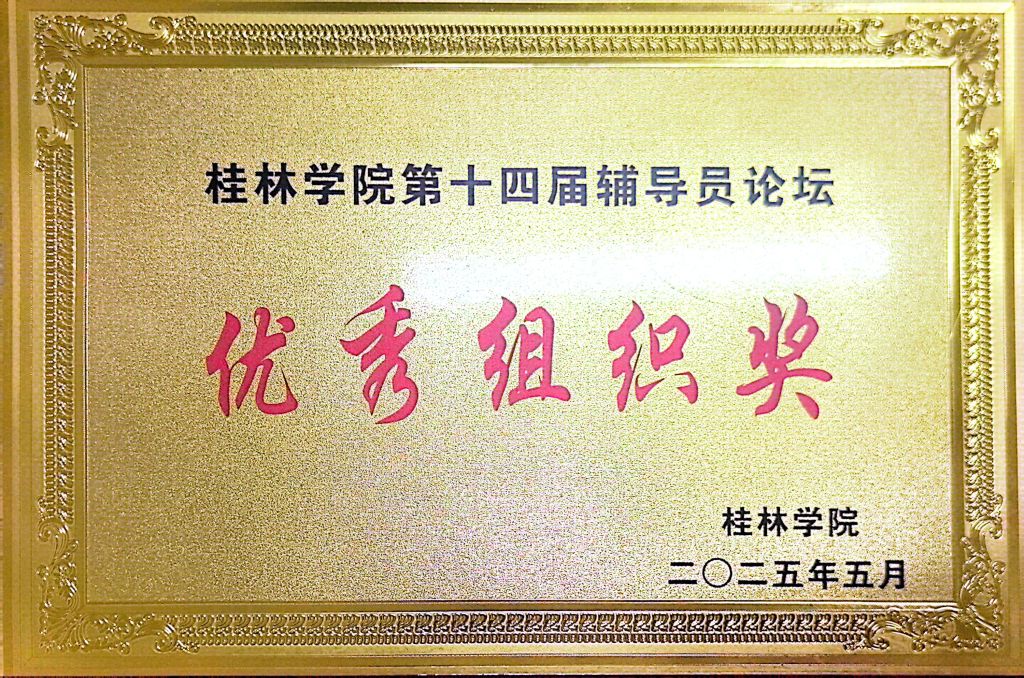 桂林学院第十四届辅导员论坛
优秀组织奖
桂林学院
二〇二五年五月